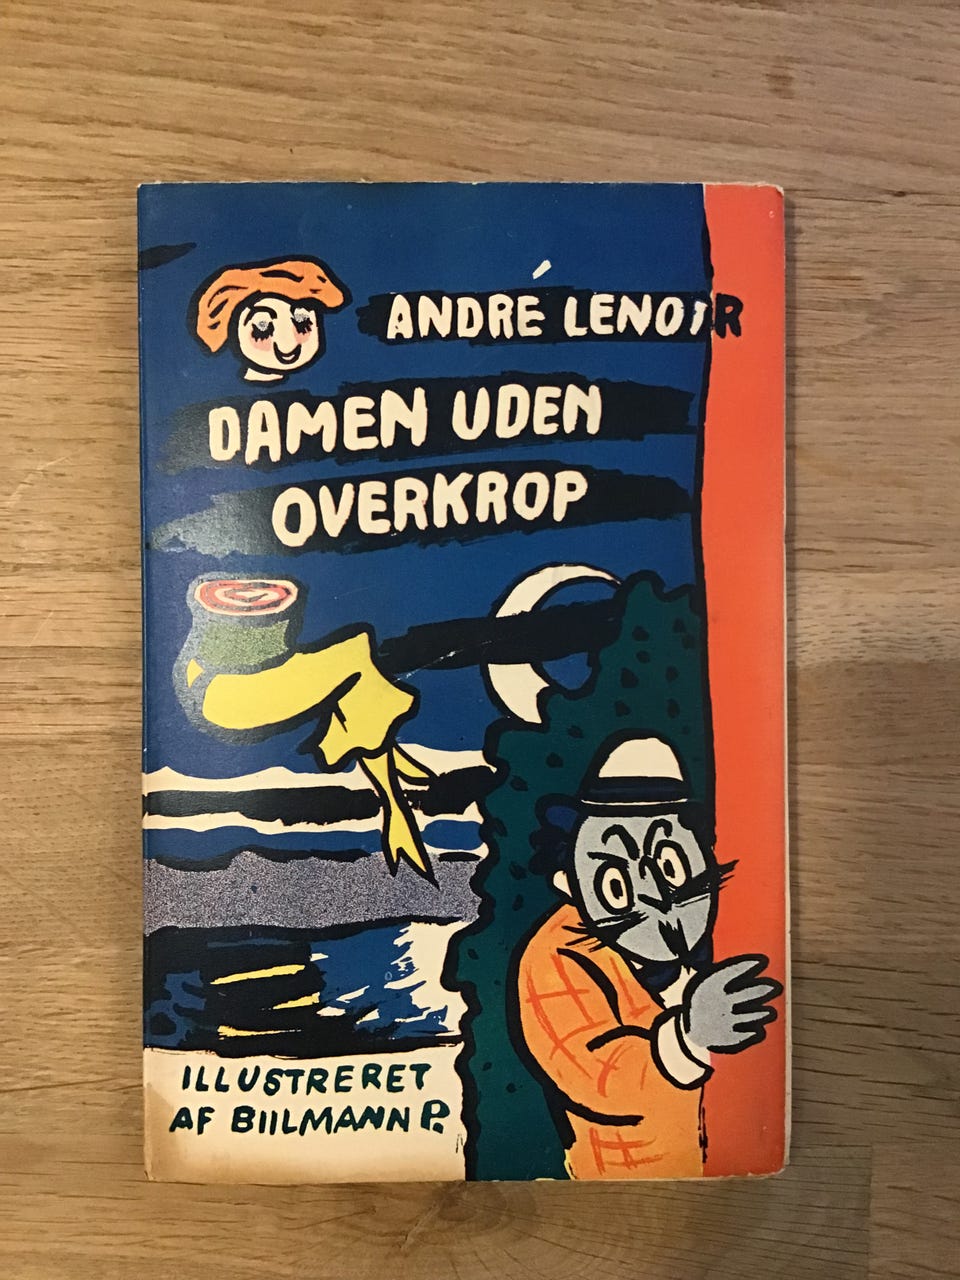 ANDRÉ LENOIR
DAMEN UDEN
OVERKROP
ILLUSTRERET
AF BIILMANN P.